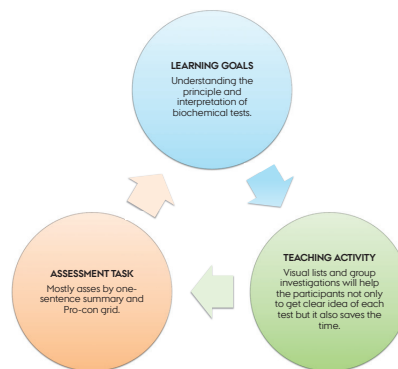 LEARNING GOALS
Understanding the
principle and
interpretation of
biochemical tests.
TEACHING ACTIVITY
Visual lists and group
investigations will help
the participants not only
to get clear idea of each
test but it also saves the
time.
ASSESSMENT TASK
Mostly asses by one-
sentence summary and
Pro-con grid.